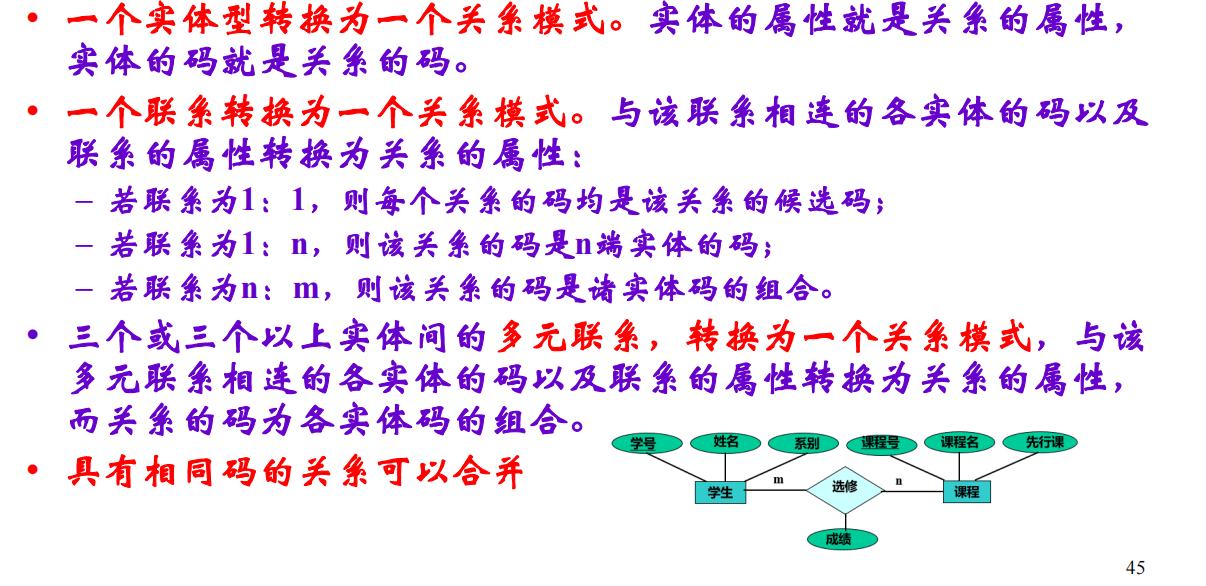 • 一个实体型转换为一个关系模式。实体的属性就是关系的属性，
实体的码就是关系的码。
• 一个联系转换为一个关系模式。与该联系相连的各实体的码以及
联系的属性转换为关系的属性：
– 若联系为1：1，则每个关系的码均是该关系的候选码；
– 若联系为1：n，则该关系的码是n端实体的码；
– 若联系为n：m，则该关系的码是诸实体码的组合。
• 三个或三个以上实体间的多元联系，转换为一个关系模式，与该
多元联系相连的各实体的码以及联系的属性转换为关系的属性，
而关系的码为各实体码的组合。
• 具有相同码的关系可以合并
学号 姓名 系别 课程号 课程名 先行课
学生 m 选修 n 课程
成绩
45